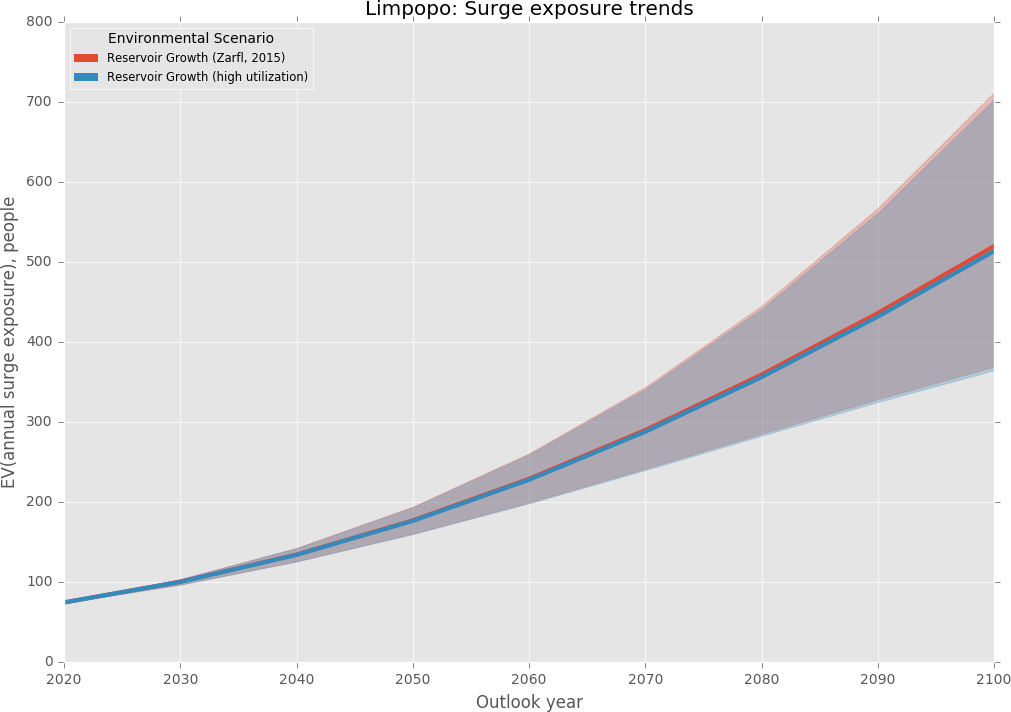 Limpopo: Surge exposure trends
Environmental Scenario
Reservoir Growth (Zarfl, 2015)
Reservoir Growth (high utilization)
EV(annual surge exposure), people
800
700
600
500
400
300
200
100
0
2020 2030 2040 2050 2060 2070 2080 2090 2100
Outlook year